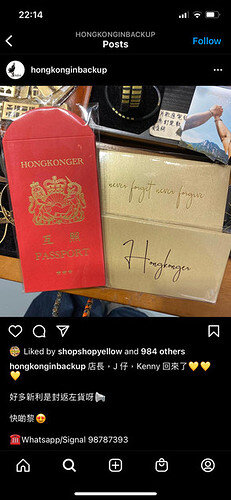 22:14
HONGKONGINBACKUP
Posts
Follow
hongkonginbackup
HONGKONGER
PASSPORT
never forget never forgive
Hongkonger
Liked by shopshopyellow and 984 others
hongkonginbackup 店長，J 仔，Kenny 回來了💛💛
💛
好多新利是封返左貨呀📢
快啲黎😍
☎️Whatsapp/Signal 98787393